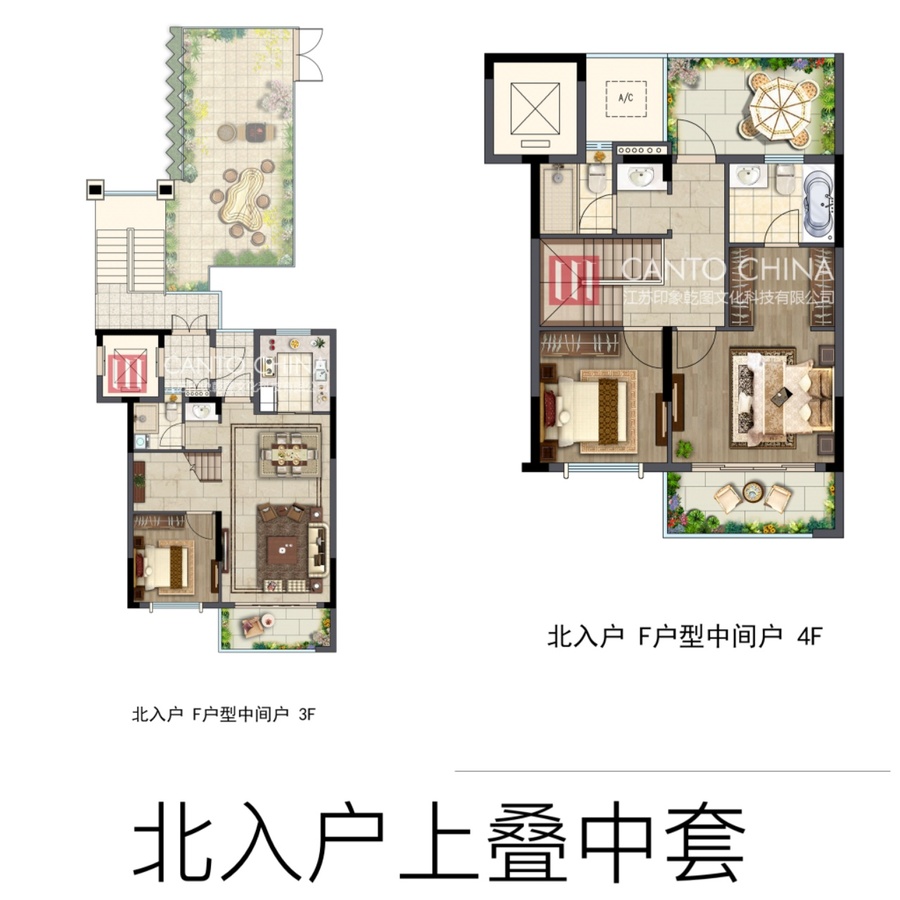 A/C
CANTO CHINA
江苏印象乾图文化科技有限公司
CANTO CHINA
北入户 F户型中间户 4F
北入户 F户型中间户 3F
北入户上叠中套